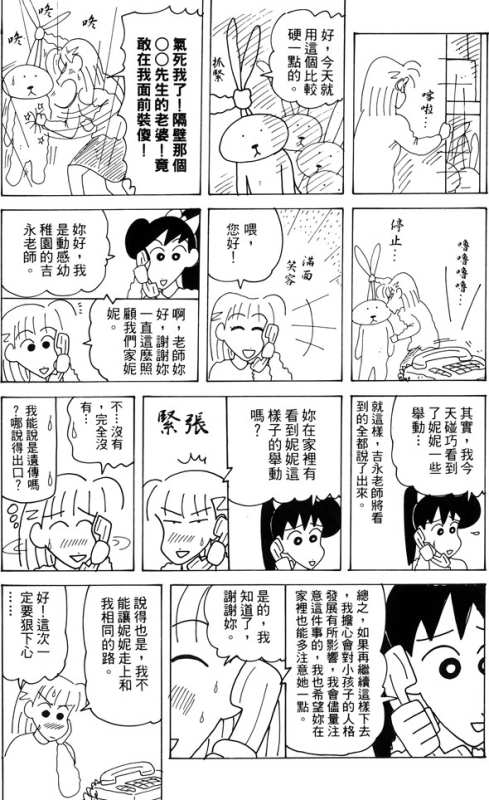 喀啦…
好，今天就
用這個比較
硬一點的。
抓緊
氣死我了！隔壁那個
○○先生的老婆！竟
敢在我面前裝傻！
咚
咚
嚕嚕嚕…
停止…
喂，
您好！
滿面
笑容
妳好，我
是動感幼
稚園的吉
永老師。
啊，老師妳
好，謝謝妳
一直這麼照
顧我們家妮
妮。
其實，我今
天碰巧看到
了妮妮一些
舉動…
就這樣，吉永老師將看
到的全都說了出來。
妳在家裡有
看到妮妮這
樣子的舉動
嗎？
緊張
不…沒有
，完全沒
有…
我能說是遺傳嗎
？哪說得出口？
總之，如果再繼續這樣下去
，我擔心會對小孩子的人格
發展有所影響，我會儘量注
意這件事的，我也希望妳在
家裡也能多注意她一點。
是的，我
知道了，
謝謝妳。
說得也是，我不
能讓妮妮走上和
我相同的路。
好！這次一
定要狠下心
……